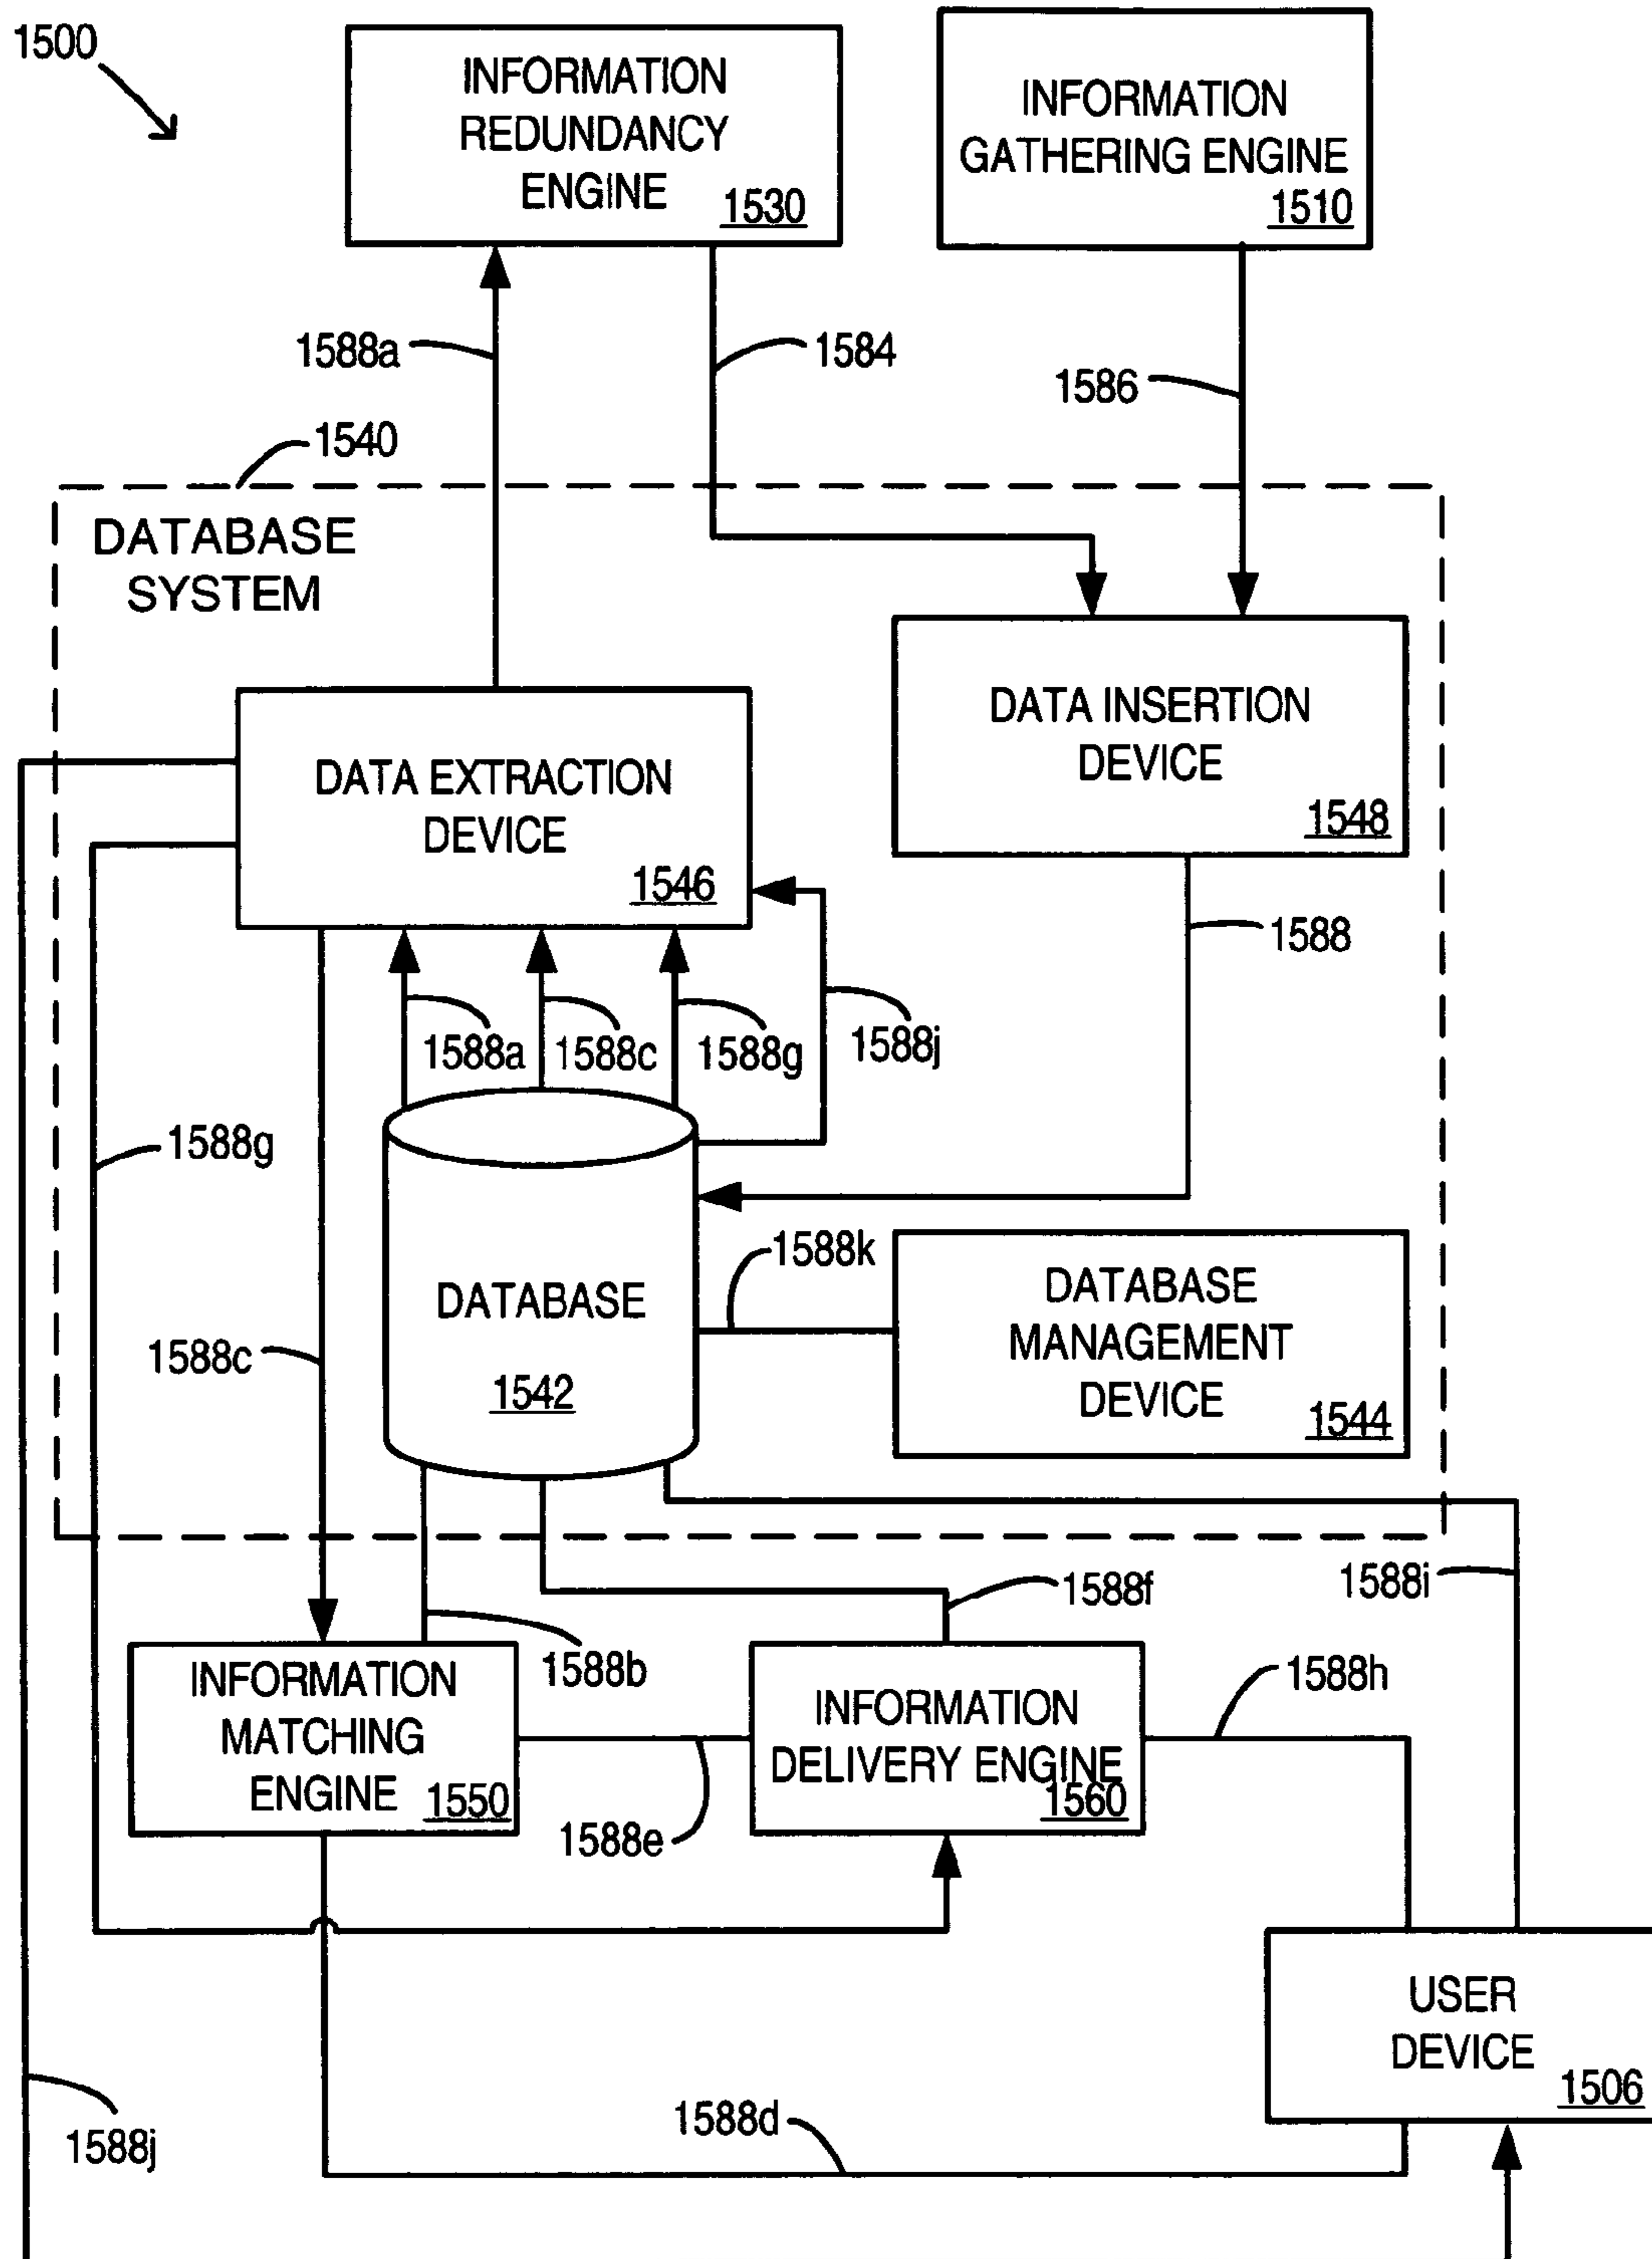 1500
INFORMATION
REDUNDANCY
ENGINE
1530
INFORMATION
GATHERING ENGINE
1510
1588a
1584
1586
1540
DATABASE
SYSTEM
DATA EXTRACTION
DEVICE
1546
DATA INSERTION
DEVICE
1548
1588
1588a
1588c
1588g
1588j
1588g
1588k
DATABASE
1542
DATABASE
MANAGEMENT
DEVICE
1544
1588c
1588f
1588i
1588b
1588h
INFORMATION
MATCHING
ENGINE
1550
INFORMATION
DELIVERY ENGINE
1560
1588e
USER
DEVICE
1506
1588d
1588j